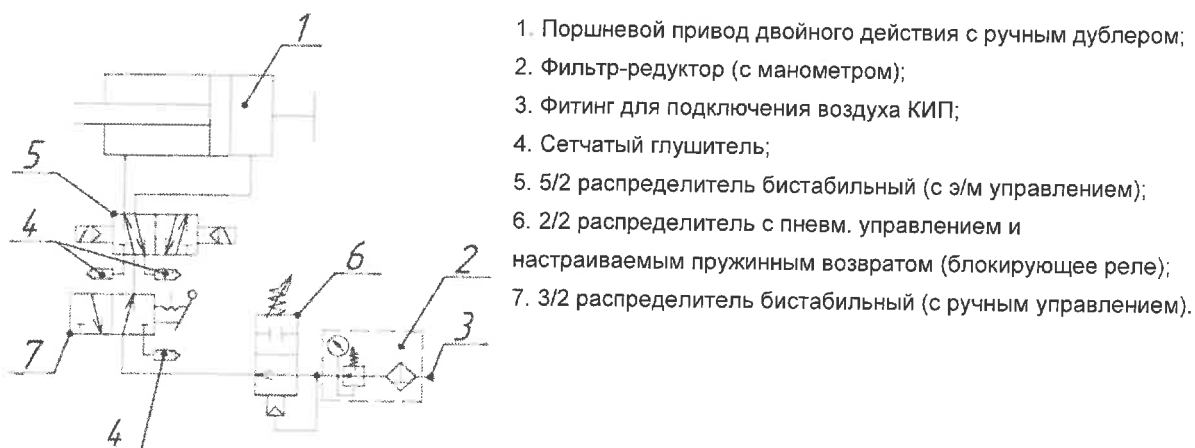 1
1. Поршневой привод двойного действия с ручным дублером;
2. Фильтр-редуктор (с манометром);
3. Фитинг для подключения воздуха КИП;
4. Сетчатый глушитель;
5. 5/2 распределитель бистабильный (с э/м управлением);
6. 2/2 распределитель с пневм. управлением и
настраиваемым пружинным возвратом (блокирующее реле);
7. 3/2 распределитель бистабильный (с ручным управлением).
5
4
6
2
3
7
4